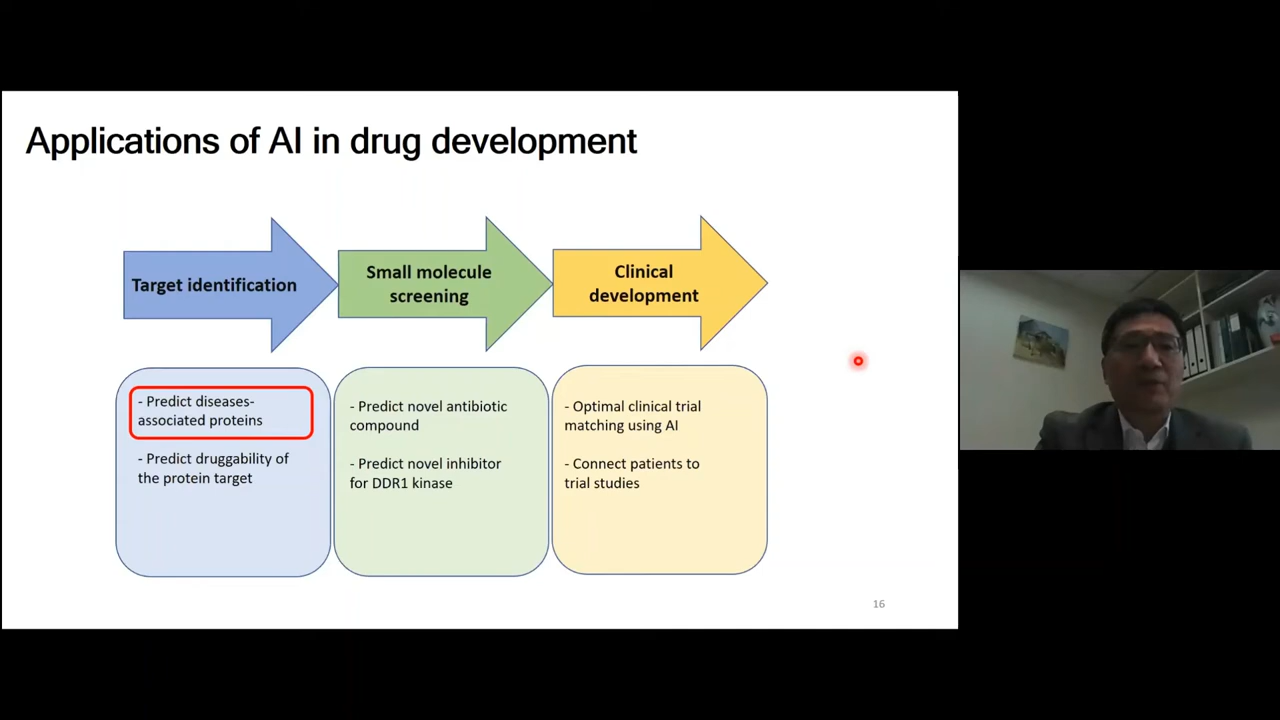 Applications of AI in drug development
Target identification
Small molecule
screening
Clinical
development
- Predict diseases-
associated proteins
- Predict druggability of
the protein target
- Predict novel antibiotic
compound
- Predict novel inhibitor
for DDR1 kinase
- Optimal clinical trial
matching using AI
- Connect patients to
trial studies
16